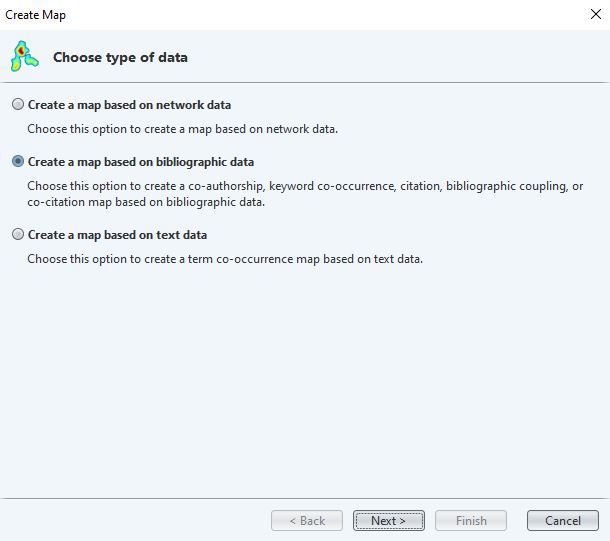 Create Map
Choose type of data
Create a map based on network data
Choose this option to create a map based on network data.
Create a map based on bibliographic data
Choose this option to create a co-authorship, keyword co-occurrence, citation, bibliographic coupling, or
co-citation map based on bibliographic data.
Create a map based on text data
Choose this option to create a term co-occurrence map based on text data.
< Back Next > Finish Cancel